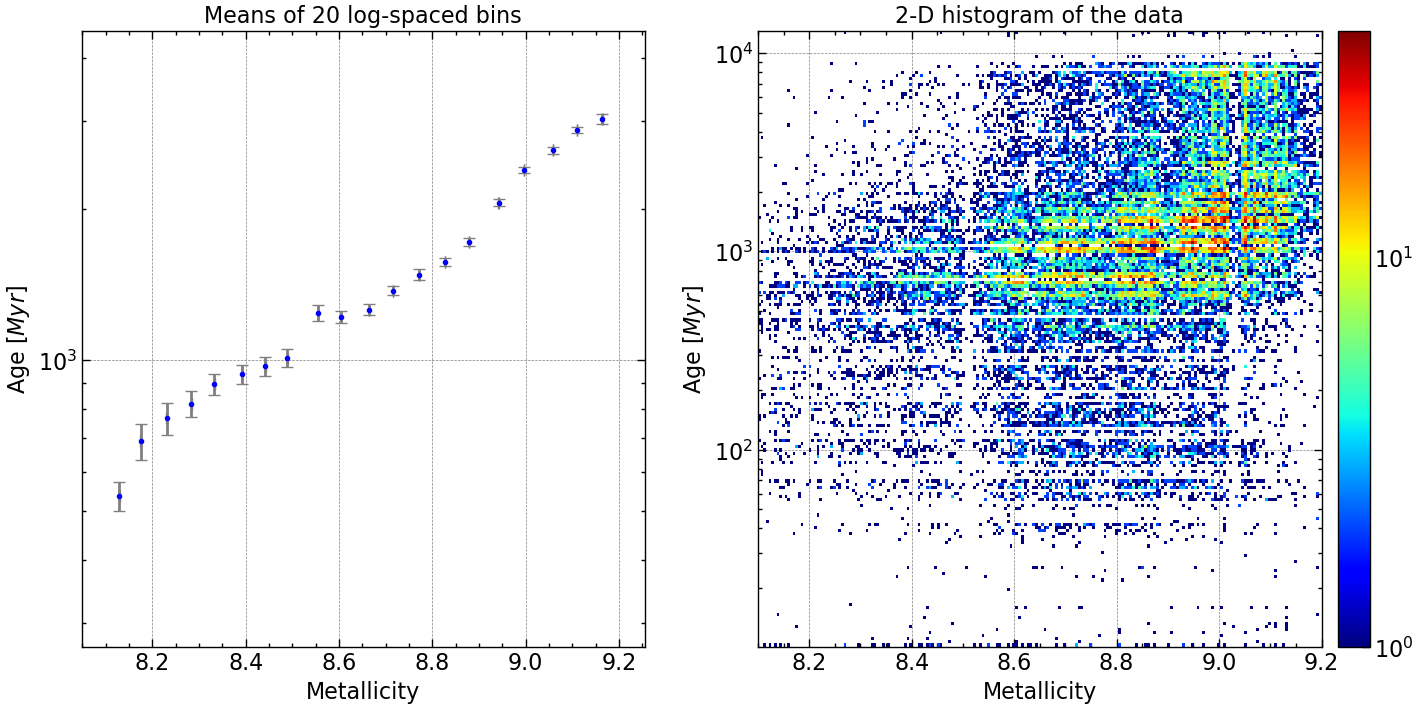 Means of 20 log-spaced bins
Age [Myr]
10^3
8.2 8.4 8.6 8.8 9.0 9.2
Metallicity
2-D histogram of the data
Age [Myr]
10^4
10^3
10^2
8.2 8.4 8.6 8.8 9.0 9.2
Metallicity
10^1
10^0